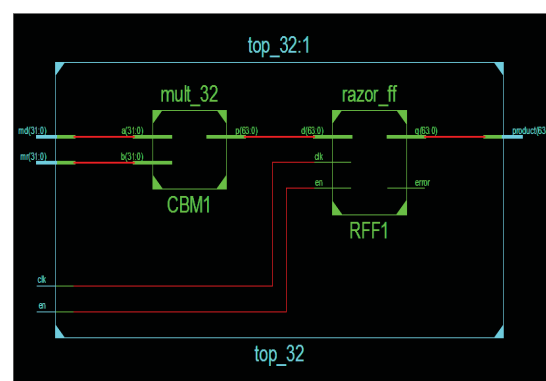 top_32:1
mult_32
razor_ff
md(31:0)
a(31:0)
p(63:0)
d(63:0)
q(63:0)
product(63
mr(31:0)
b(31:0)
clk
en
error
CBM1
RFF1
clk
en
top_32